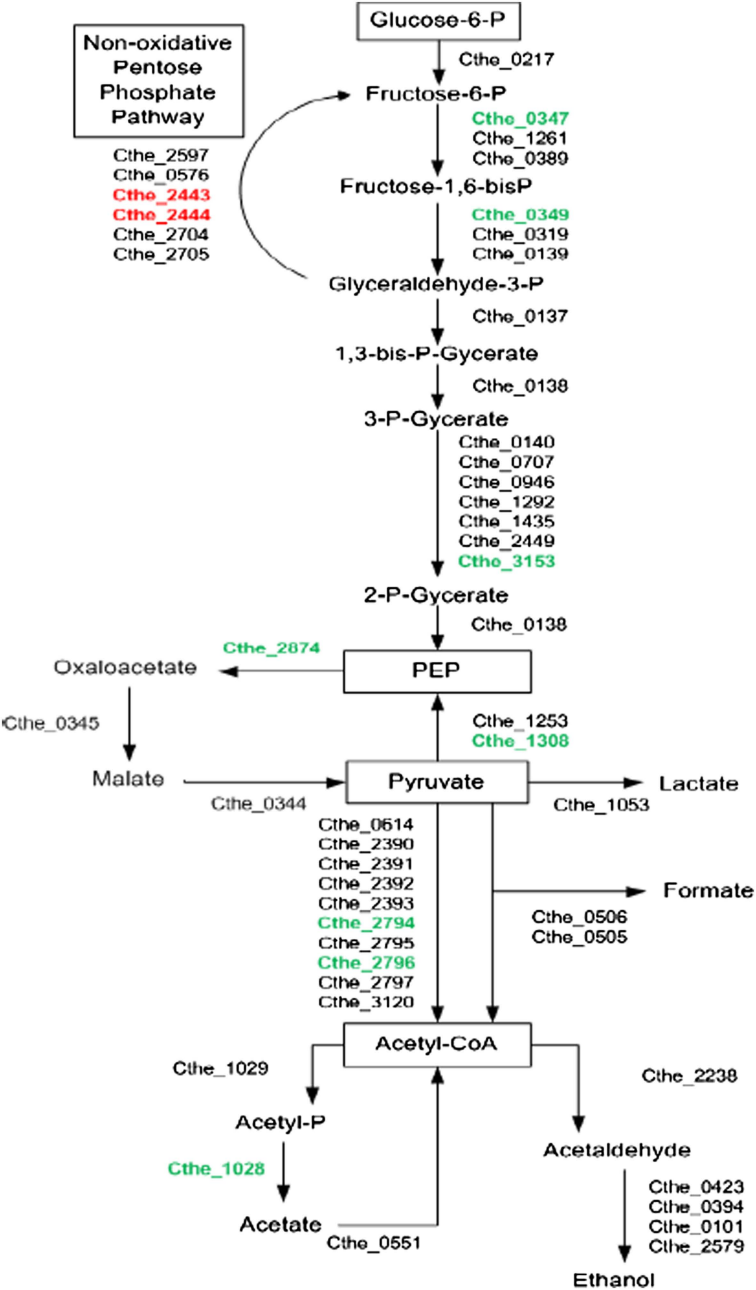 Glucose-6-P
Non-oxidative
Pentose
Phosphate
Pathway
Cthe_0217
Fructose-6-P
Cthe_0347
Cthe_1261
Cthe_0389
Cthe_2597
Cthe_0576
Cthe_2443
Cthe_2444
Cthe_2704
Cthe_2705
Fructose-1,6-bisP
Cthe_0349
Cthe_0319
Cthe_0139
Glyceraldehyde-3-P
Cthe_0137
1,3-bis-P-Gycerate
Cthe_0138
3-P-Gycerate
Cthe_0140
Cthe_0707
Cthe_0946
Cthe_1292
Cthe_1435
Cthe_2449
Cthe_3153
2-P-Gycerate
Cthe_0138
Cthe_2874
Oxaloacetate
PEP
Cthe_0345
Cthe_1253
Cthe_1308
Malate
Pyruvate
Lactate
Cthe_0344
Cthe_1053
Cthe_0614
Cthe_2390
Cthe_2391
Cthe_2392
Cthe_2393
Cthe_2794
Cthe_2795
Cthe_2796
Cthe_2797
Cthe_3120
Formate
Cthe_0506
Cthe_0505
Acetyl-CoA
Cthe_1029
Cthe_2238
Acetyl-P
Acetaldehyde
Cthe_1028
Cthe_0423
Cthe_0394
Cthe_0101
Cthe_2579
Acetate
Cthe_0551
Ethanol